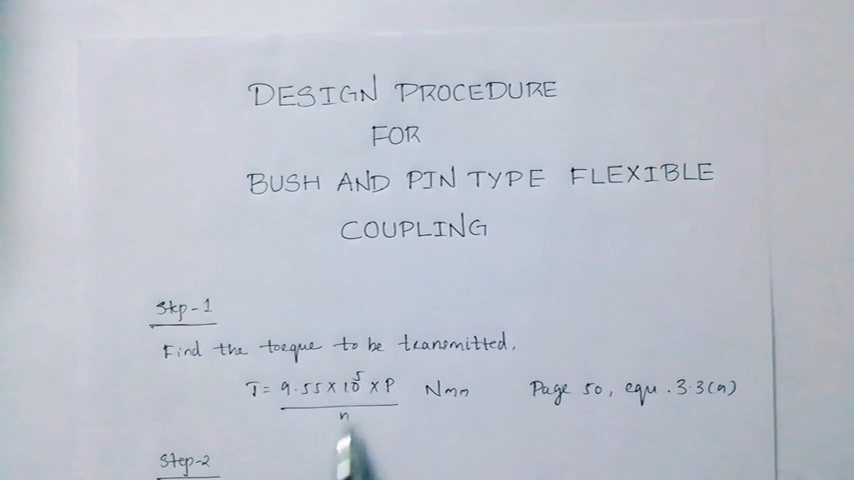 DESIGN PROCEDURE
FOR
BUSH AND PIN TYPE FLEXIBLE
COUPLING
Step-1
Find the torque to be transmitted.
T = 9.55 x 10^5 x P / n Nmm Page 50, equ. 3.3(a)
Step-2